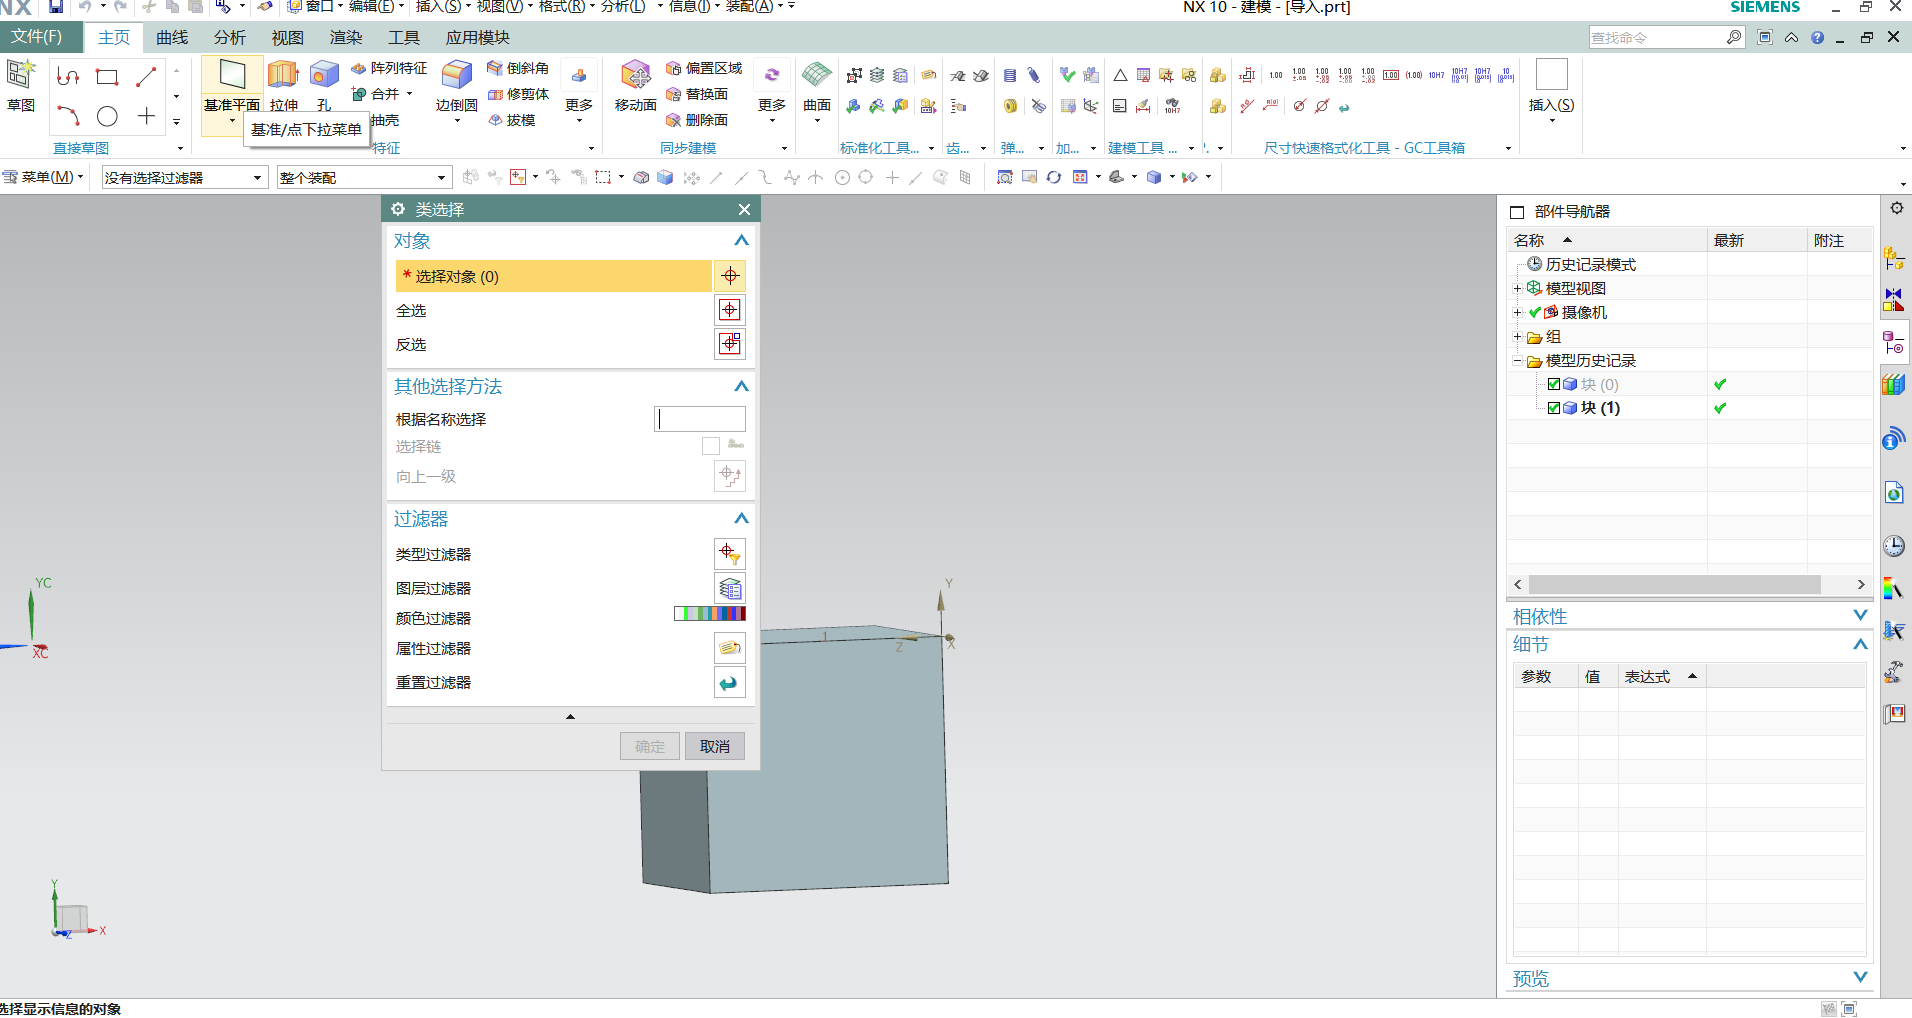 NX
窗口 编辑(E) 插入(S) 视图(V) 格式(R) 分析(L) 信息(I) 装配(A)
NX 10 - 建模 - [导入.prt]
SIEMENS
文件(F) 主页 曲线 分析 视图 渲染 工具 应用模块
查找命令
草图
直接草图
基准平面 拉伸 孔
阵列特征
合并
抽壳
边倒圆
倒斜角
修剪体
拔模
更多
特征
基准/点下拉菜单
移动面
偏置区域
替换面
删除面
更多
同步建模
曲面
标准化工具... 齿... 弹... 加... 建模工具 ...
尺寸快速格式化工具 - GC工具箱
插入(S)
菜单(M) 没有选择过滤器 整个装配
类选择
对象
* 选择对象 (0)
全选
反选
其他选择方法
根据名称选择
选择链
向上一级
过滤器
类型过滤器
图层过滤器
颜色过滤器
属性过滤器
重置过滤器
确定 取消
YC
XC
Y
1
Z
X
Y
X
Z
部件导航器
名称 最新 附注
历史记录模式
模型视图
摄像机
组
模型历史记录
块 (0)
块 (1)
相依性
细节
参数 值 表达式
预览
选择显示信息的对象